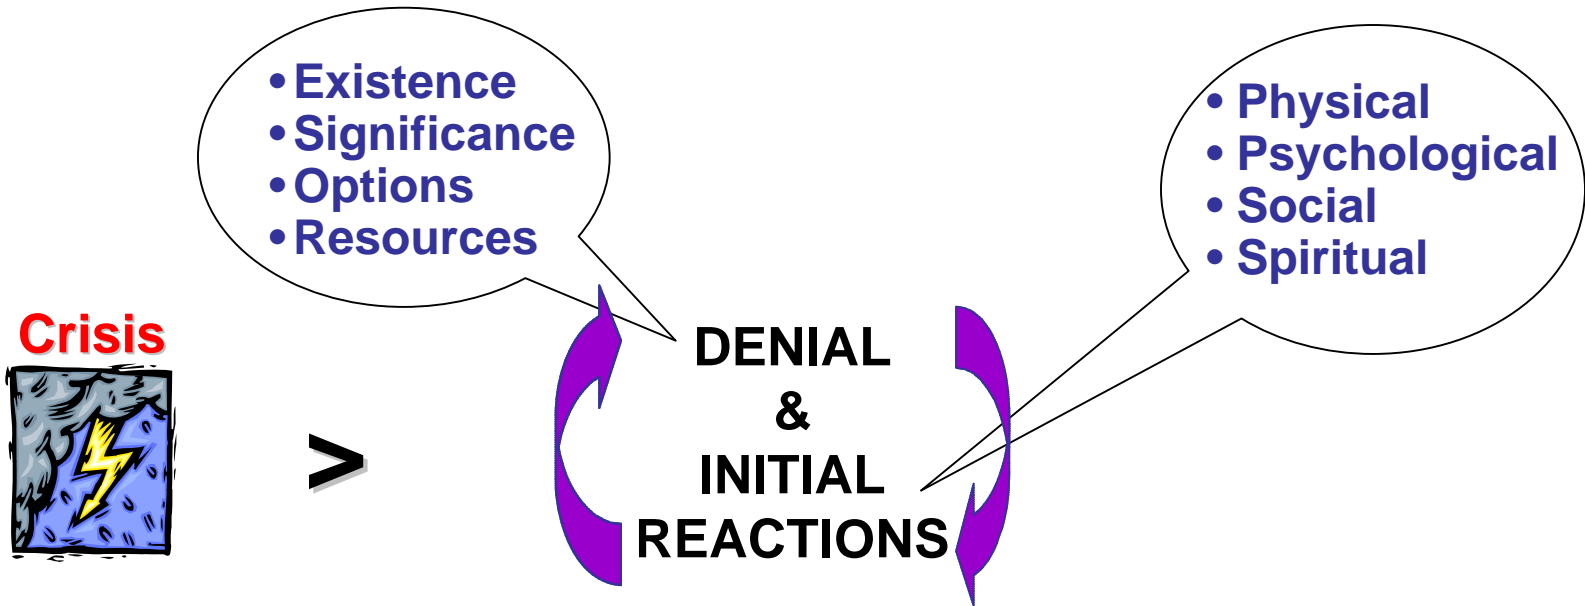 • Existence
• Significance
• Options
• Resources
• Physical
• Psychological
• Social
• Spiritual
Crisis
>
DENIAL
&
INITIAL
REACTIONS